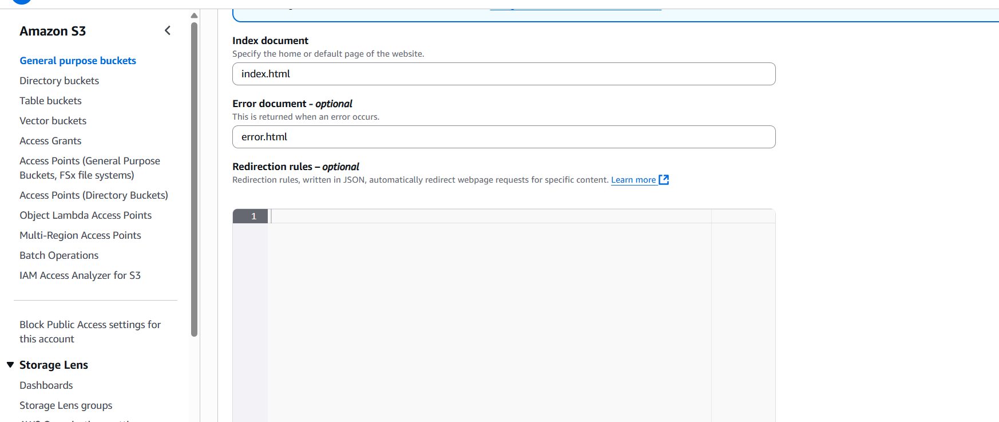 Amazon S3
General purpose buckets
Directory buckets
Table buckets
Vector buckets
Access Grants
Access Points (General Purpose
Buckets, FSx file systems)
Access Points (Directory Buckets)
Object Lambda Access Points
Multi-Region Access Points
Batch Operations
IAM Access Analyzer for S3
Block Public Access settings for
this account
Storage Lens
Dashboards
Storage Lens groups
Index document
Specify the home or default page of the website.
index.html
Error document - optional
This is returned when an error occurs.
error.html
Redirection rules – optional
Redirection rules, written in JSON, automatically redirect webpage requests for specific content. Learn more
1